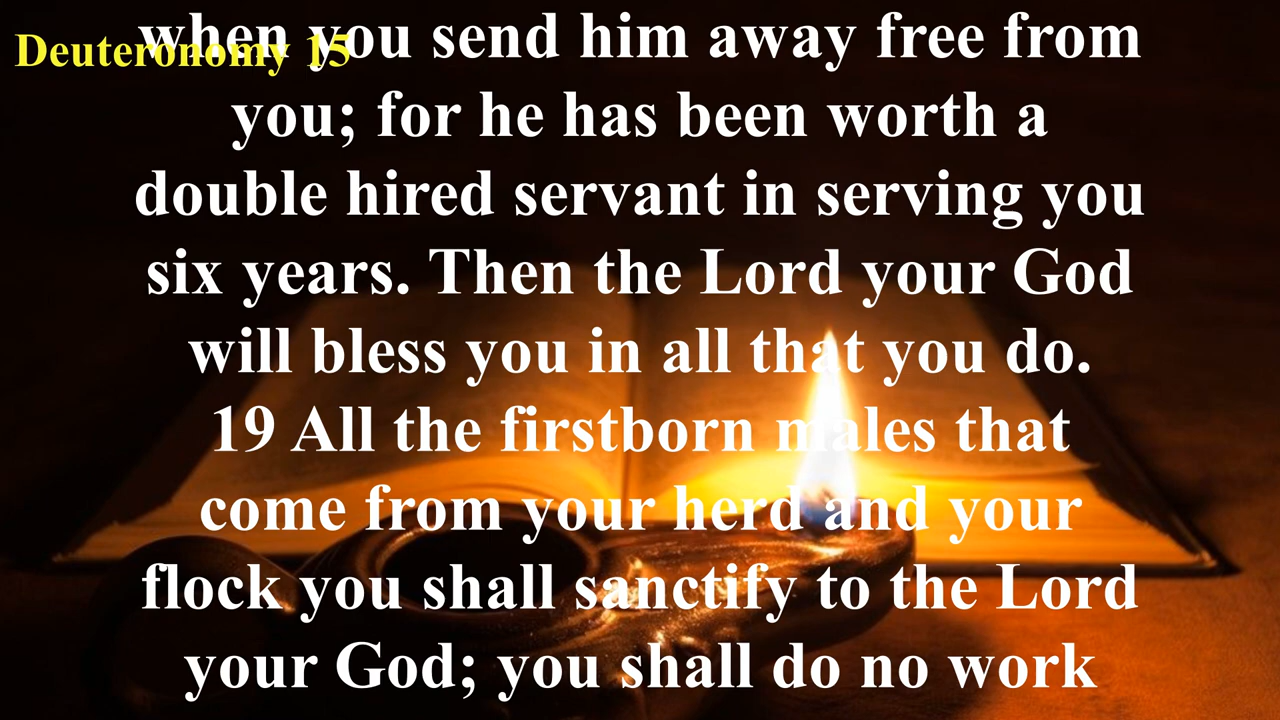 Deuteronomy 15
when you send him away free from
you; for he has been worth a
double hired servant in serving you
six years. Then the Lord your God
will bless you in all that you do.
19 All the firstborn males that
come from your herd and your
flock you shall sanctify to the Lord
your God; you shall do no work